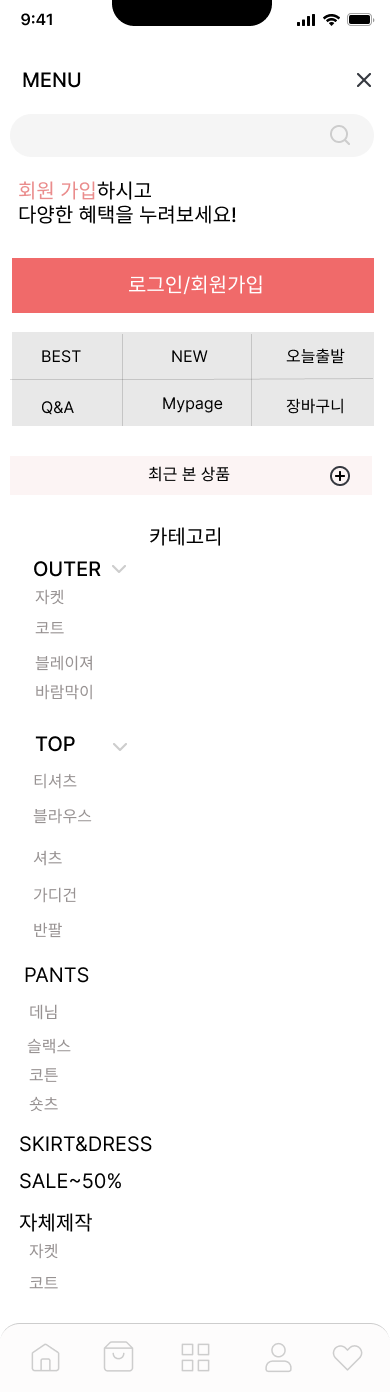 9:41
MENU
회원 가입하시고
다양한 혜택을 누려보세요!
로그인/회원가입
BEST NEW 오늘출발
Q&A Mypage 장바구니
최근 본 상품
카테고리
OUTER
자켓
코트
블레이져
바람막이
TOP
티셔츠
블라우스
셔츠
가디건
반팔
PANTS
데님
슬랙스
코튼
숏츠
SKIRT&DRESS
SALE~50%
자체제작
자켓
코트